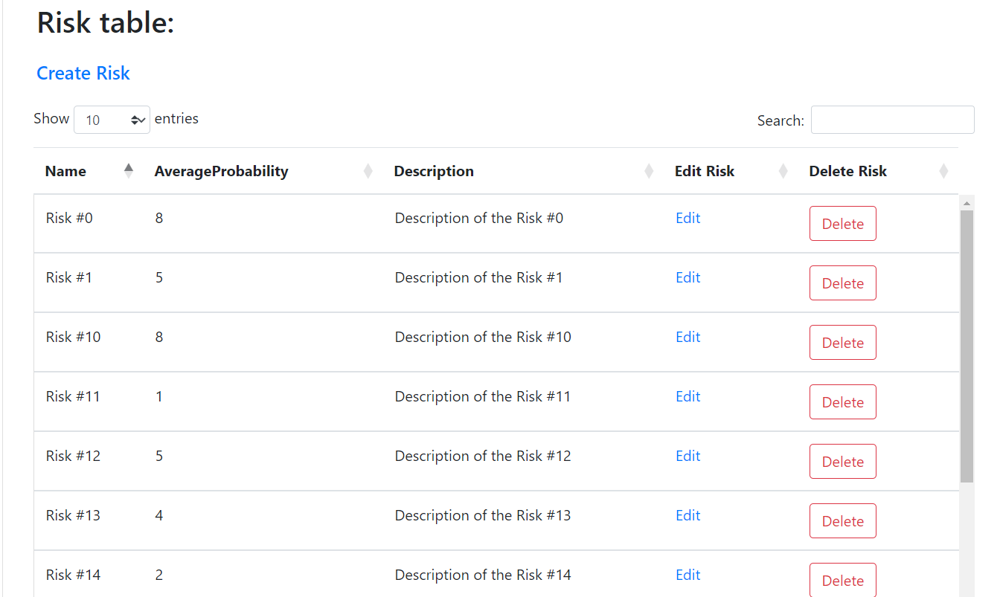 Risk table:
Create Risk
Show 10 entries
Search:
Name AverageProbability Description Edit Risk Delete Risk
Risk #0 8 Description of the Risk #0 Edit Delete
Risk #1 5 Description of the Risk #1 Edit Delete
Risk #10 8 Description of the Risk #10 Edit Delete
Risk #11 1 Description of the Risk #11 Edit Delete
Risk #12 5 Description of the Risk #12 Edit Delete
Risk #13 4 Description of the Risk #13 Edit Delete
Risk #14 2 Description of the Risk #14 Edit Delete